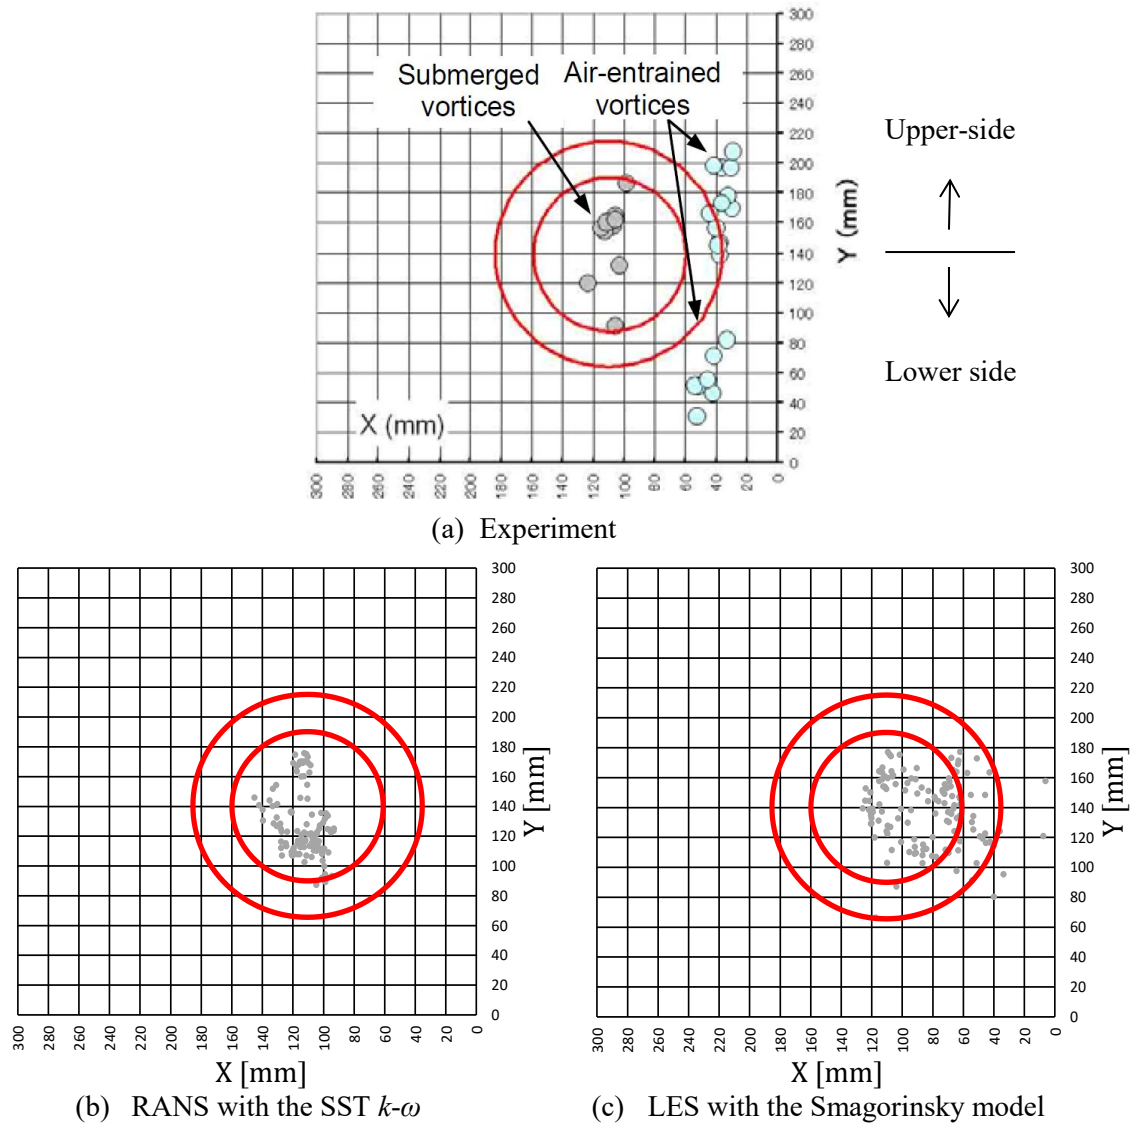 300
280
260
240
220
200
180
160
140
120
100
80
60
40
20
0
Y (mm)
Submerged
vortices
Air-entrained
vortices
X (mm)
300 280 260 240 220 200 180 160 140 120 100 80 60 40 20 0
Upper-side
Lower side
(a) Experiment
300
280
260
240
220
200
180
160
140
120
100
80
60
40
20
0
Y [mm]
300 280 260 240 220 200 180 160 140 120 100 80 60 40 20 0
X [mm]
(b) RANS with the SST k-ω
300
280
260
240
220
200
180
160
140
120
100
80
60
40
20
0
Y [mm]
300 280 260 240 220 200 180 160 140 120 100 80 60 40 20 0
X [mm]
(c) LES with the Smagorinsky model